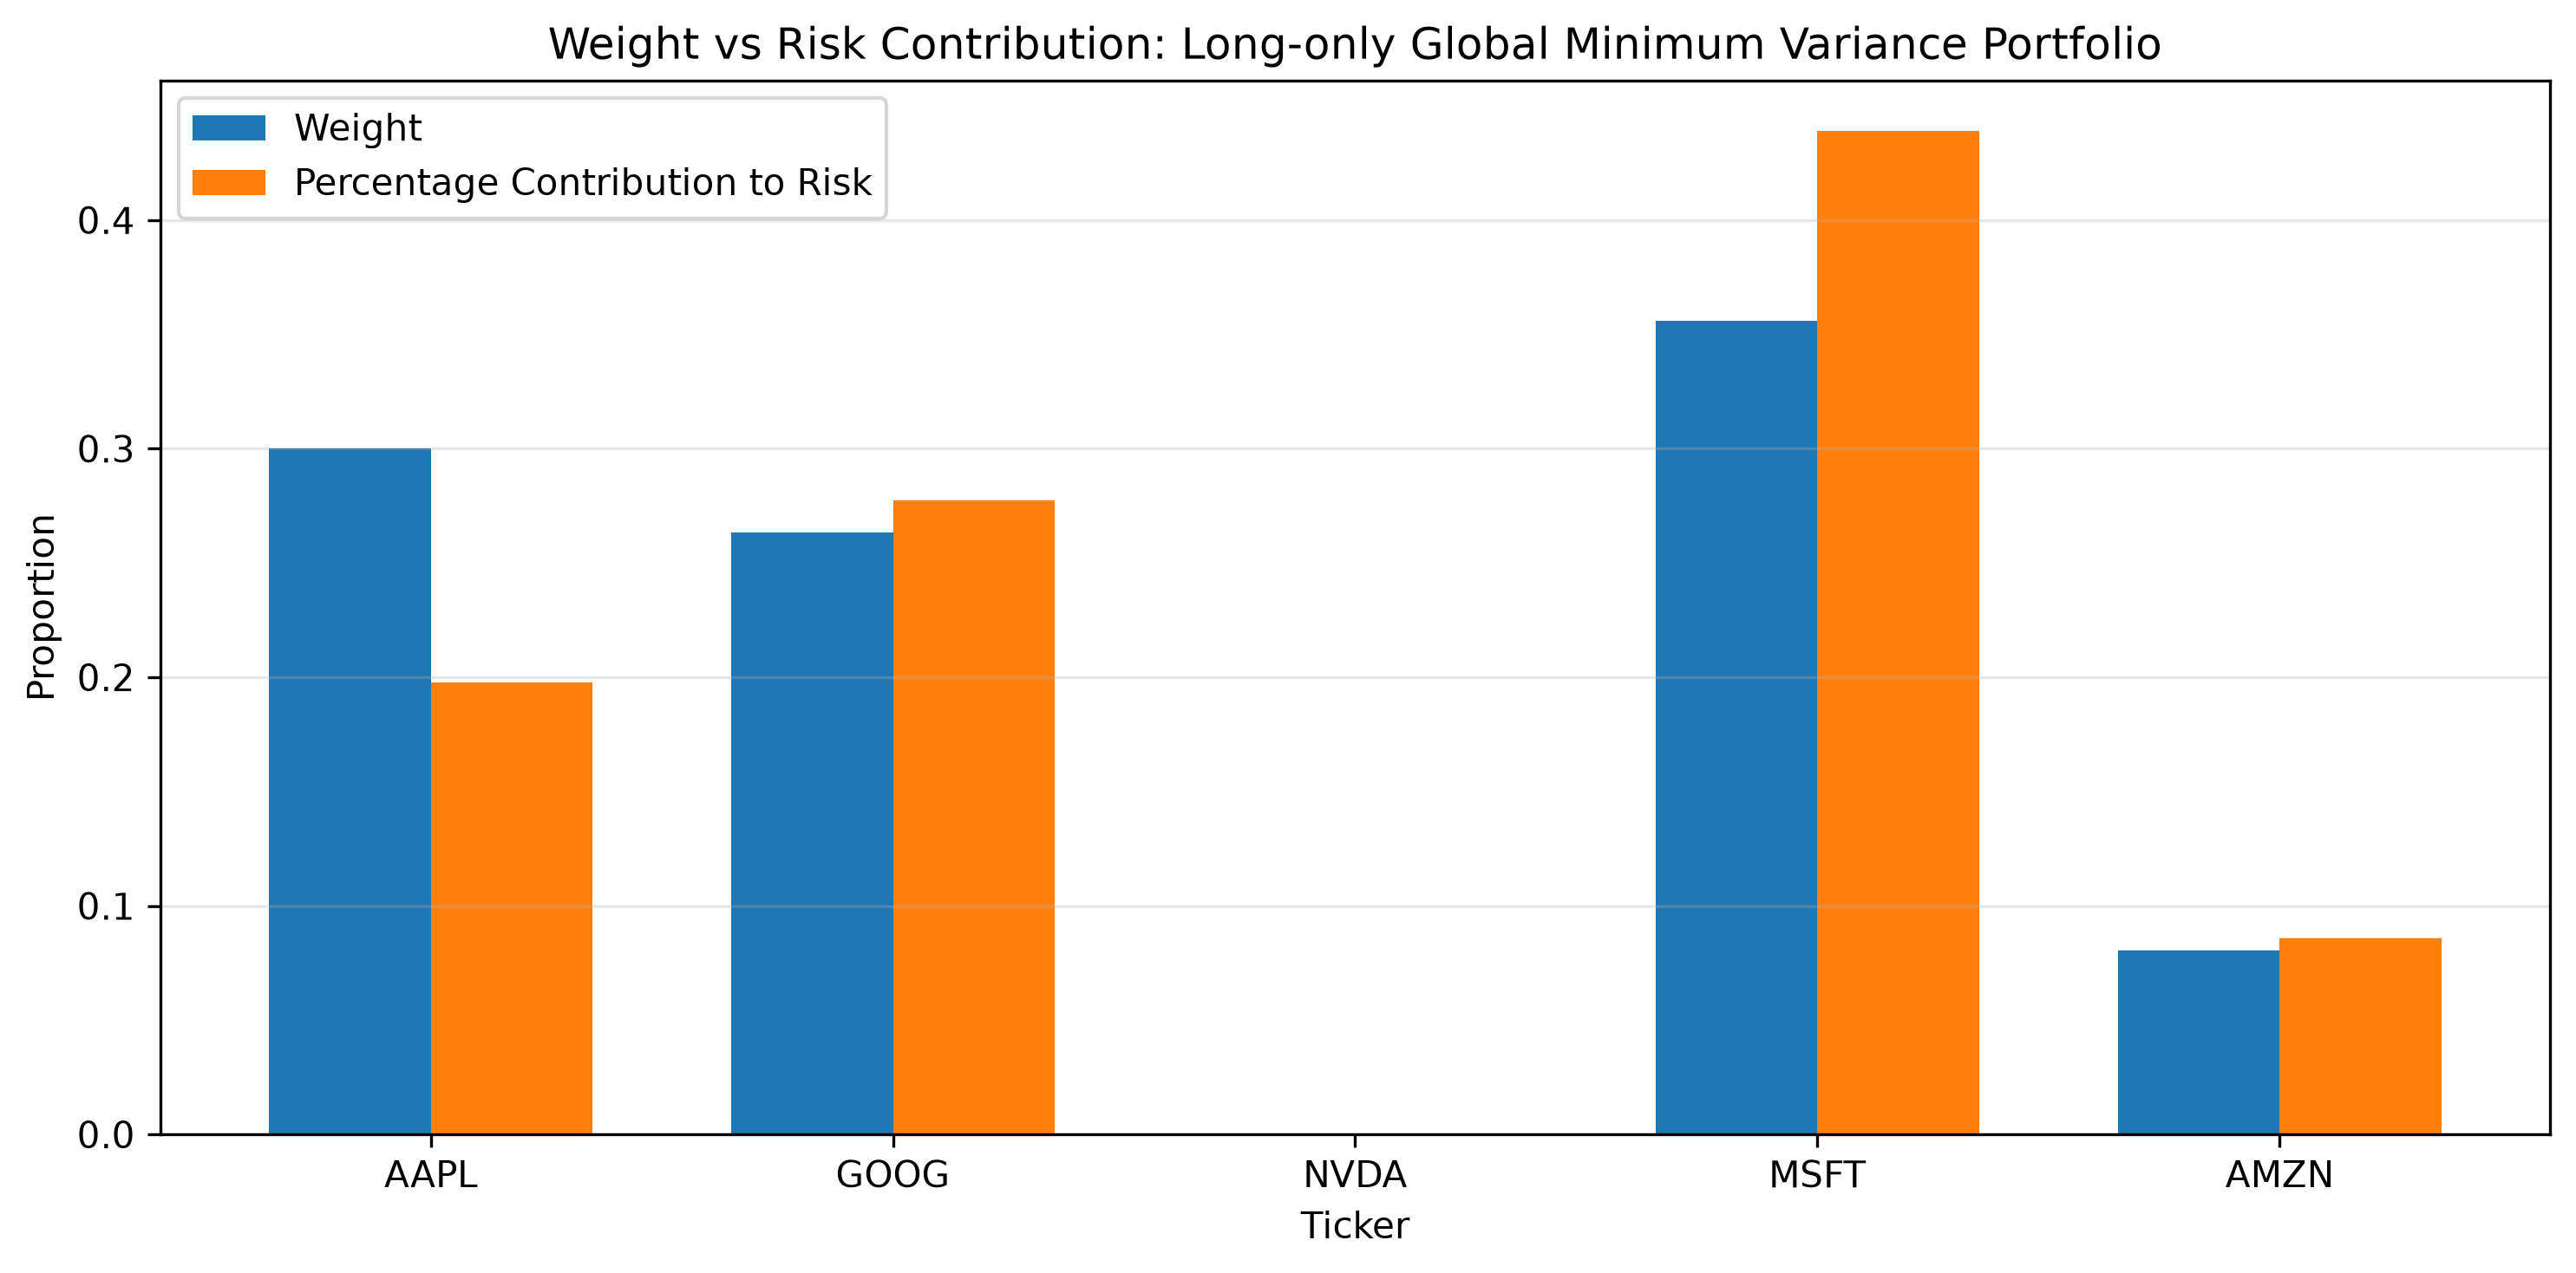 Weight vs Risk Contribution: Long-only Global Minimum Variance Portfolio
Weight
Percentage Contribution to Risk
Proportion
0.4
0.3
0.2
0.1
0.0
AAPL
GOOG
NVDA
MSFT
AMZN
Ticker